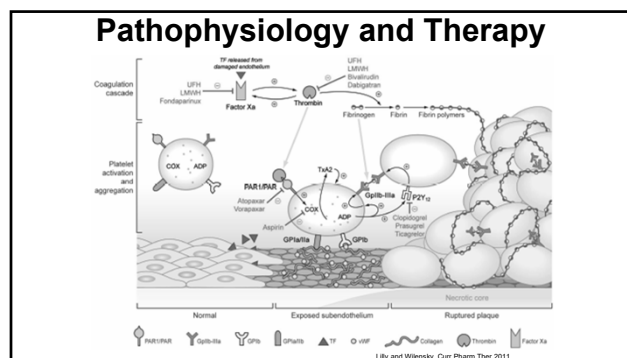 Pathophysiology and Therapy
Coagulation
cascade
TF released from
damaged endothelium
UFH
LMWH
Fondaparinux
Factor Xa
Thrombin
UFH
LMWH
Bivalirudin
Dabigatran
Fibrinogen
Fibrin
Fibrin polymers
Platelet
activation
and
aggregation
COX
ADP
PAR1/PAR
Atopaxar
Vorapaxar
Aspirin
TxA2
COX
ADP
GpIIb-IIIa
P2Y12
Clopidogrel
Prasugrel
Ticagrelor
GPIa/IIa
GPIb
Necrotic core
Normal
Exposed subendothelium
Ruptured plaque
PAR1/PAR
GpIIb-IIIa
GPIb
GPIa/IIa
TF
vWF
Collagen
Thrombin
Factor Xa
Lilly and Wilensky, Curr Pharm Ther 2011